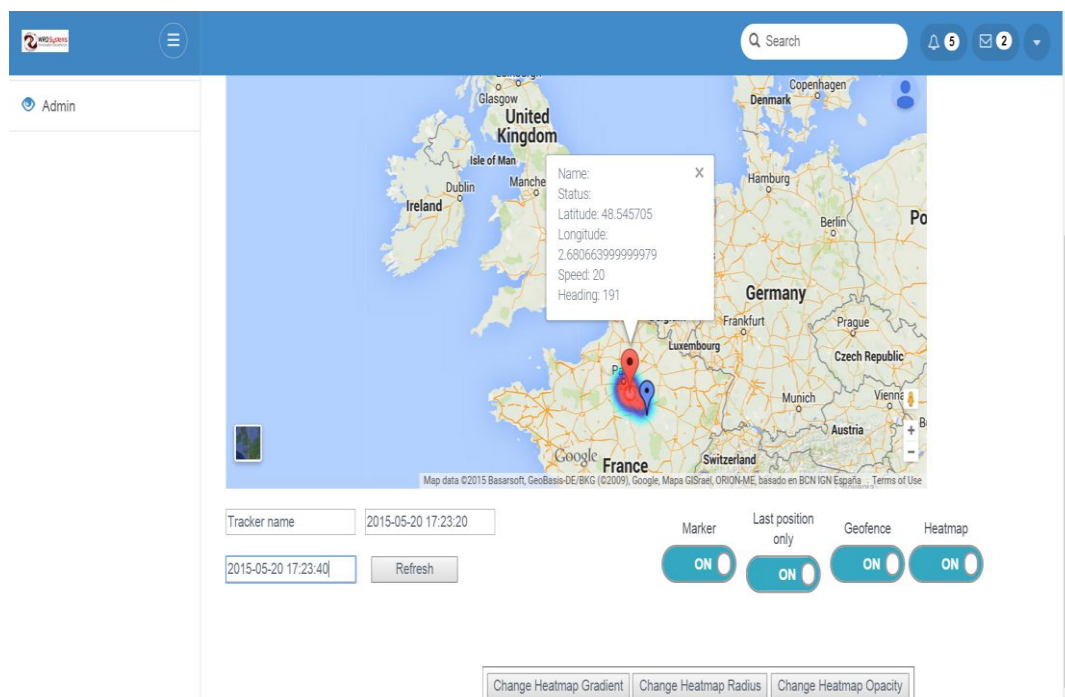 WRD Systems
Search
5
2
Admin
Glasgow
United
Kingdom
Isle of Man
Dublin
Ireland
Manche
Copenhagen
Denmark
Hamburg
Berlin
Po
Name:
Status:
Latitude: 48.545705
Longitude:
2.680663999999979
Speed: 20
Heading: 191
X
Germany
Frankfurt
Prague
Luxembourg
Czech Republic
Pa
Munich
Vienna
Austria
Switzerland
France
Google
+
B
-
Map data ©2015 Basarsoft, GeoBasis-DE/BKG (©2009), Google, Mapa GISrael, ORION-ME, basado en BCN IGN España
Terms of Use
Tracker name
2015-05-20 17:23:20
2015-05-20 17:23:40
Refresh
Marker
Last position
only
Geofence
Heatmap
ON
ON
ON
ON
Change Heatmap Gradient
Change Heatmap Radius
Change Heatmap Opacity